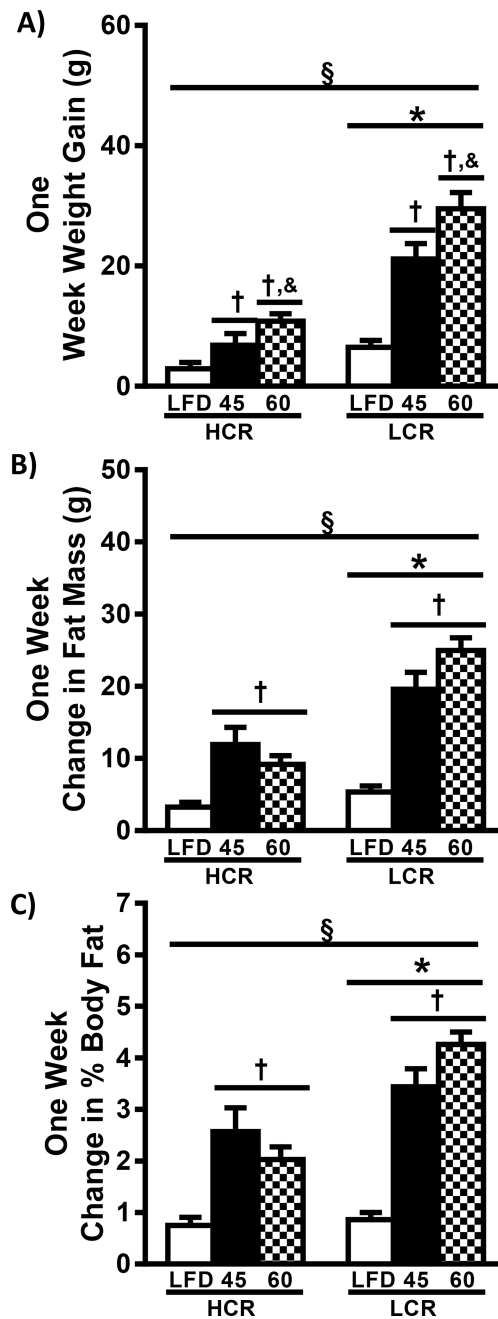 A)
One
Week Weight Gain (g)
60
40
20
0
§
*
†
†,&
†
†,&
LFD 45 60 LFD 45 60
HCR LCR
B)
One Week
Change in Fat Mass (g)
50
40
30
20
10
0
§
*
†
†
LFD 45 60 LFD 45 60
HCR LCR
C)
One Week
Change in % Body Fat
7
6
5
4
3
2
1
0
§
*
†
†
LFD 45 60 LFD 45 60
HCR LCR